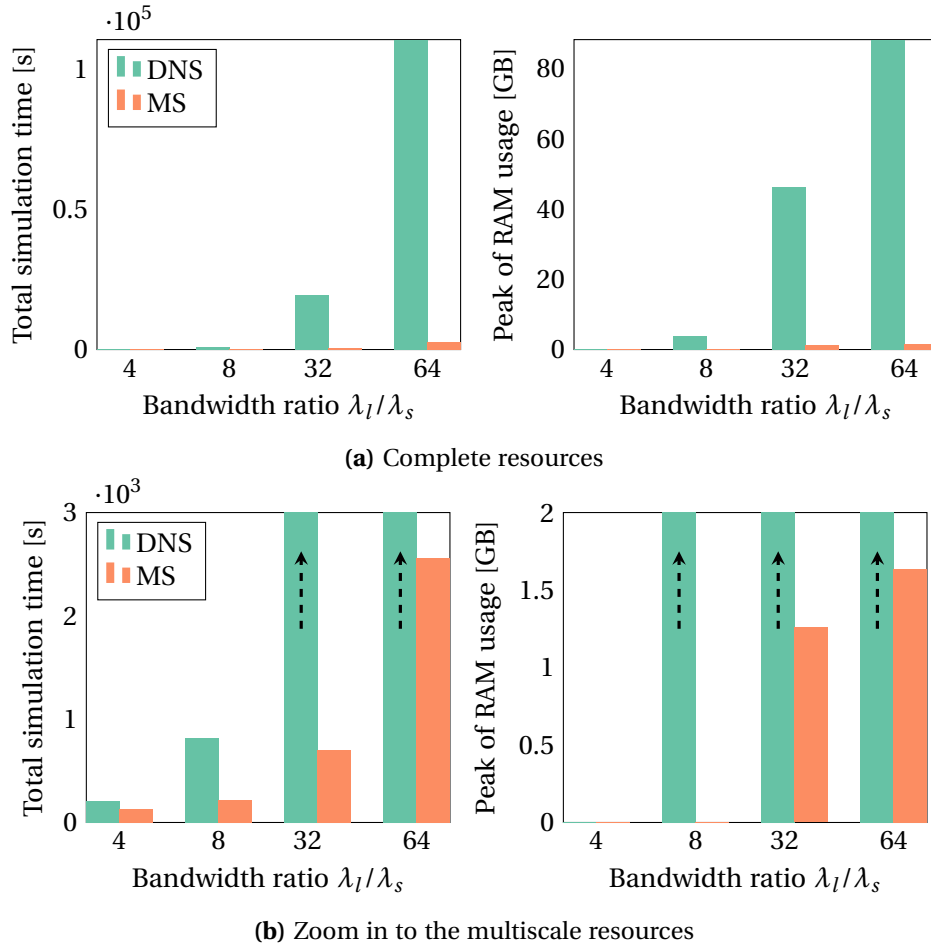 ·10⁵
Total simulation time [s]
1
0.5
0
DNS
MS
4 8 32 64
Bandwidth ratio λ_l/λ_s
Peak of RAM usage [GB]
80
60
40
20
0
4 8 32 64
Bandwidth ratio λ_l/λ_s
(a) Complete resources
·10³
Total simulation time [s]
3
2
1
0
DNS
MS
4 8 32 64
Bandwidth ratio λ_l/λ_s
Peak of RAM usage [GB]
2
1.5
1
0.5
0
4 8 32 64
Bandwidth ratio λ_l/λ_s
(b) Zoom in to the multiscale resources